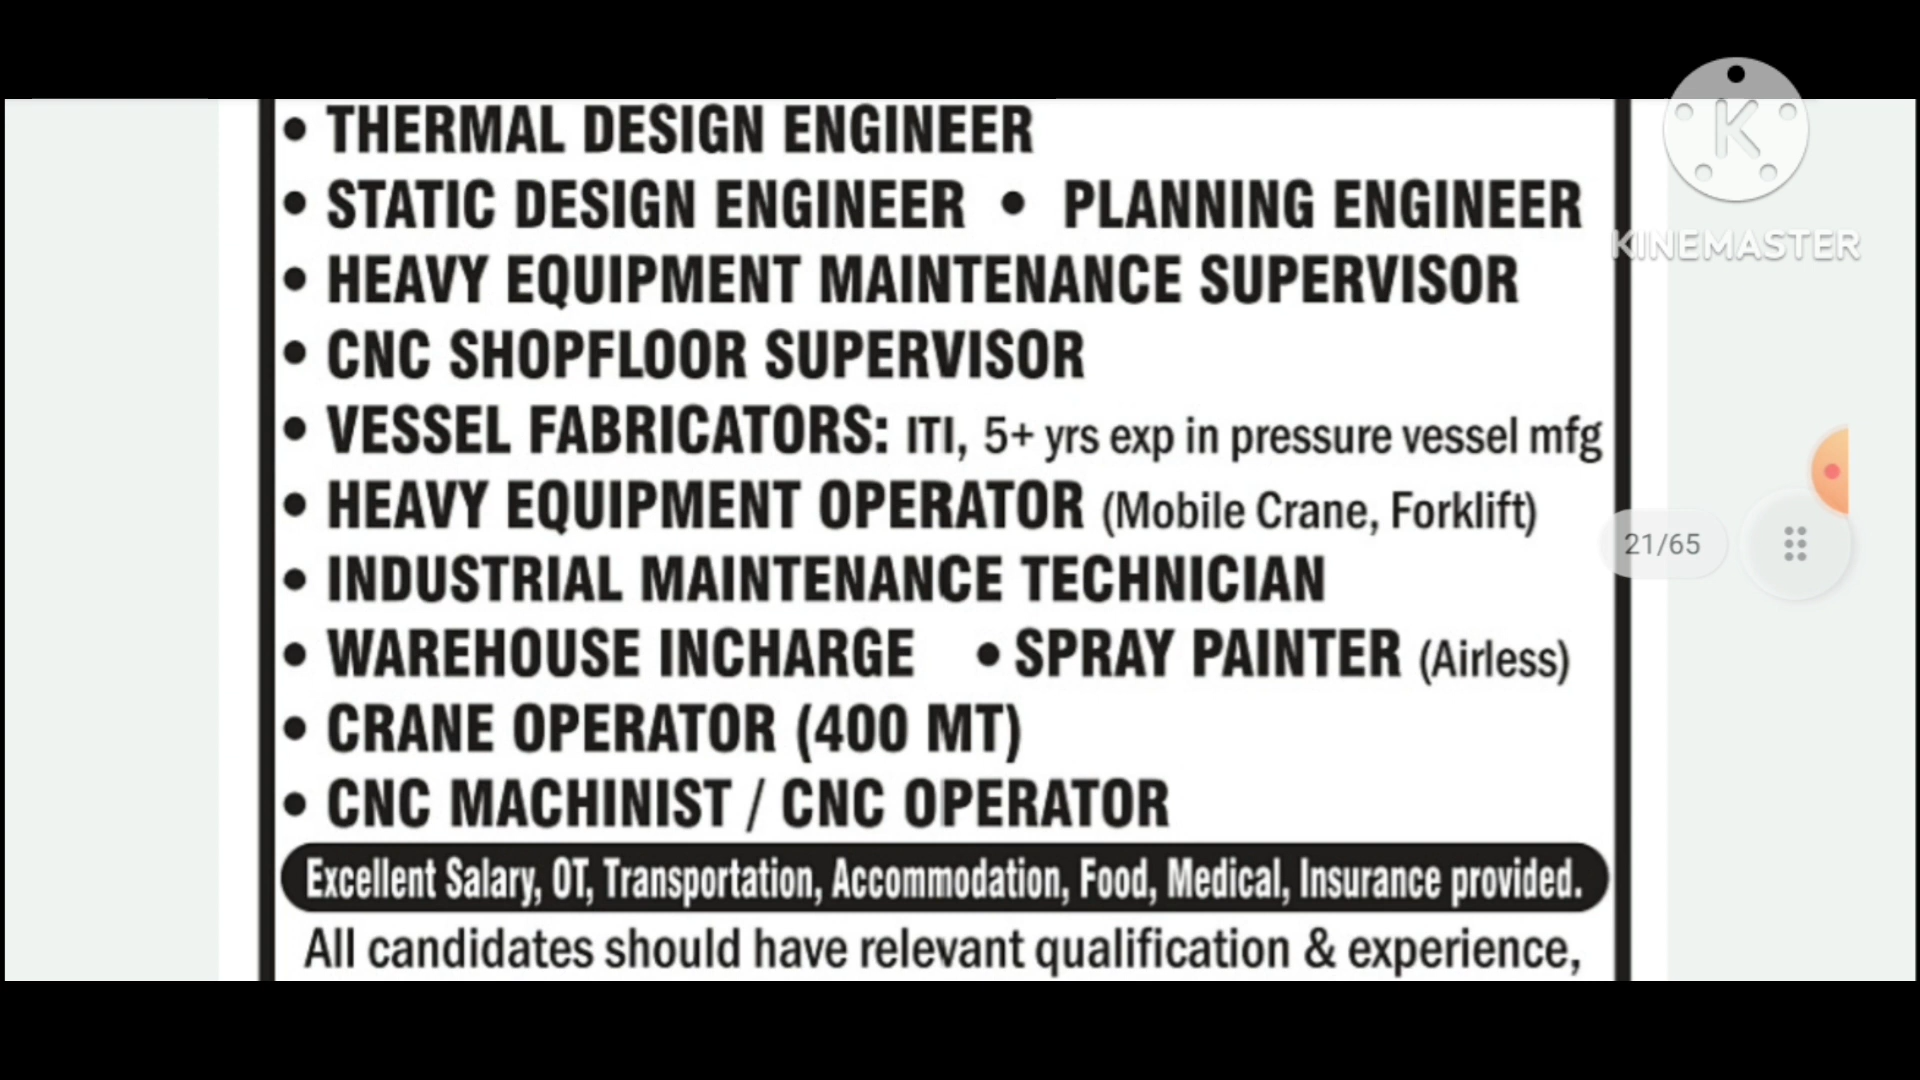 • THERMAL DESIGN ENGINEER
• STATIC DESIGN ENGINEER • PLANNING ENGINEER
• HEAVY EQUIPMENT MAINTENANCE SUPERVISOR
• CNC SHOPFLOOR SUPERVISOR
• VESSEL FABRICATORS: ITI, 5+ yrs exp in pressure vessel mfg
• HEAVY EQUIPMENT OPERATOR (Mobile Crane, Forklift)
• INDUSTRIAL MAINTENANCE TECHNICIAN
• WAREHOUSE INCHARGE • SPRAY PAINTER (Airless)
• CRANE OPERATOR (400 MT)
• CNC MACHINIST / CNC OPERATOR
Excellent Salary, OT, Transportation, Accommodation, Food, Medical, Insurance provided.
All candidates should have relevant qualification & experience,
K
KINEMASTER
21/65